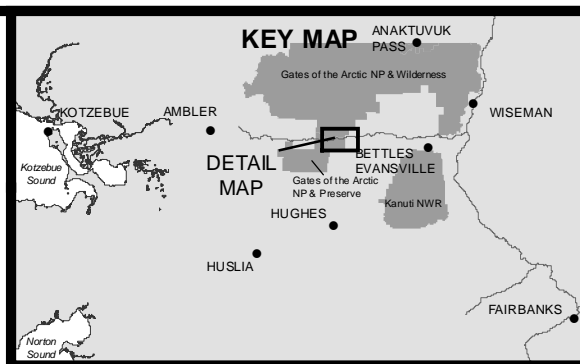 KEY MAP
ANAKTUVUK
PASS
Gates of the Arctic NP & Wilderness
KOTZEBUE
AMBLER
WISEMAN
Kotzebue
Sound
DETAIL
MAP
BETTLES
EVANSVILLE
Gates of the Arctic
NP & Preserve
Kanuti NWR
HUGHES
HUSLIA
FAIRBANKS
Norton
Sound